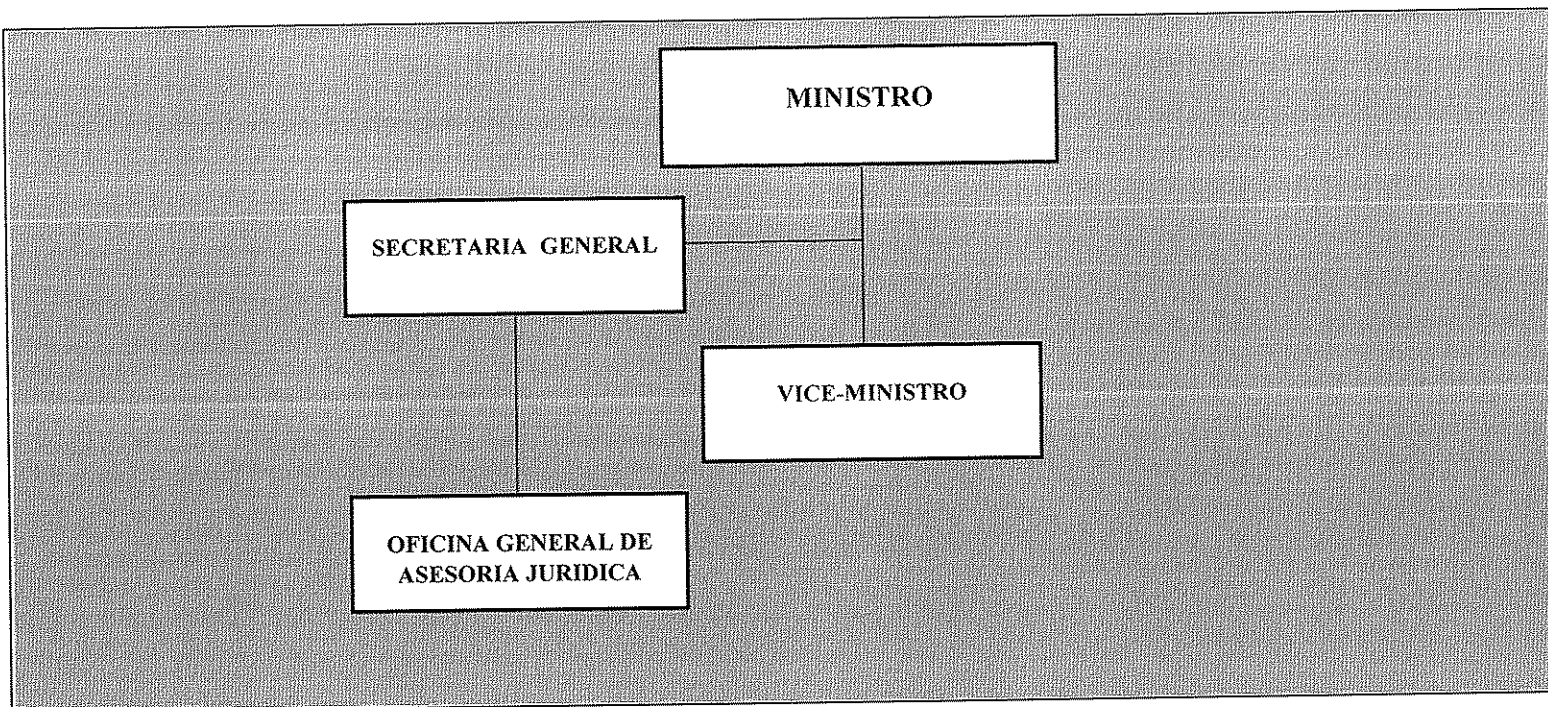 MINISTRO
SECRETARIA GENERAL
VICE-MINISTRO
OFICINA GENERAL DE
ASESORIA JURIDICA